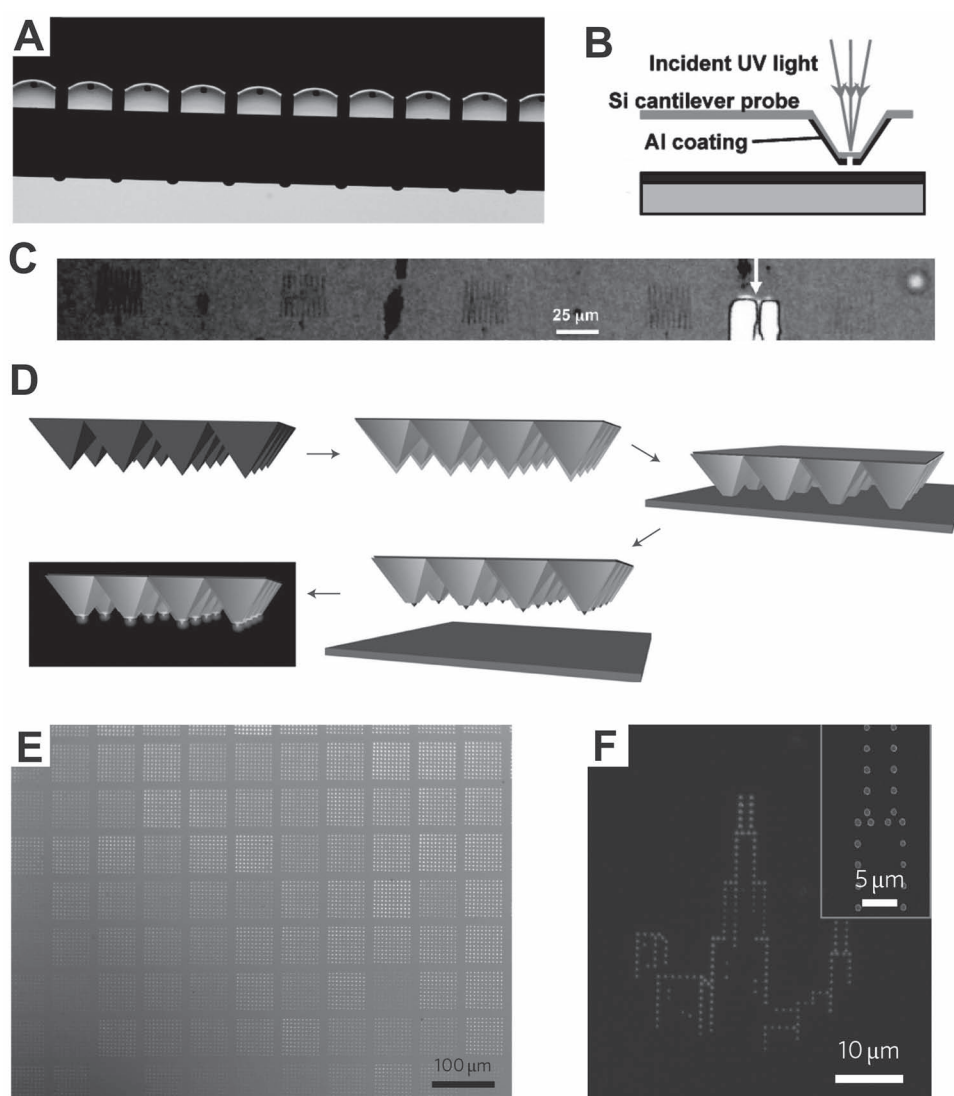 A
B
Incident UV light
Si cantilever probe
Al coating
C
25 μm
D
E
100 μm
F
5 μm
10 μm